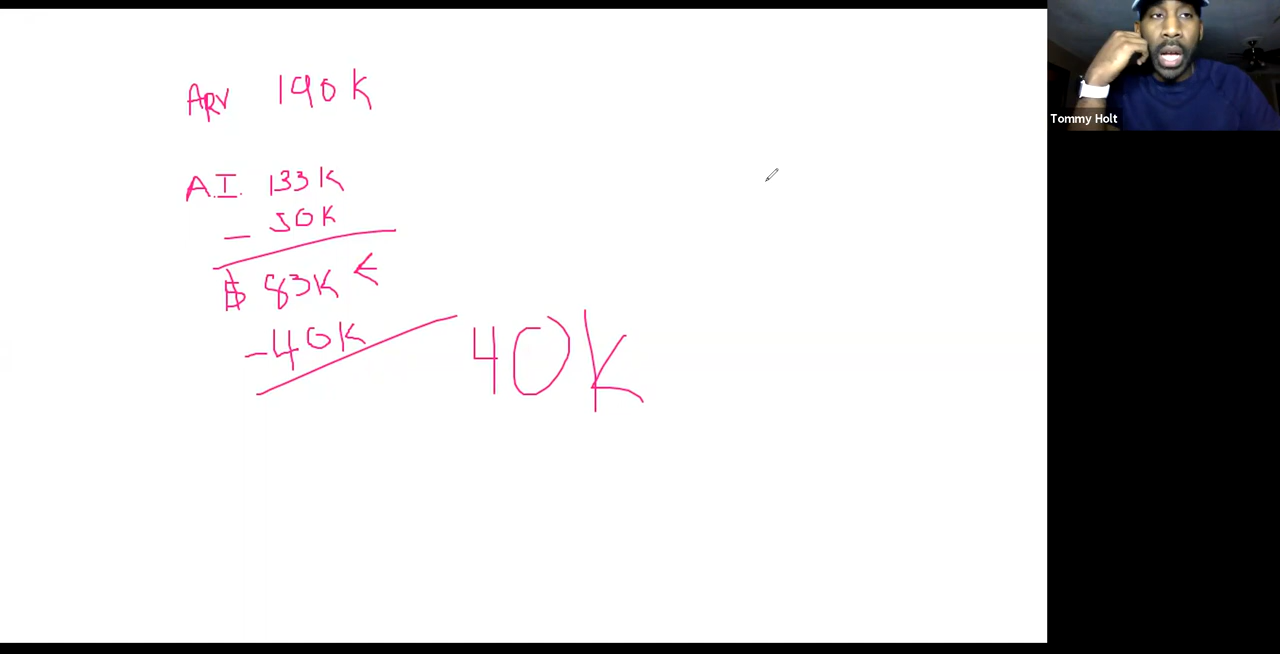 ARV 190K
A.I. 133K
- 50K
$ 83K <
-40K
40K
Tommy Holt